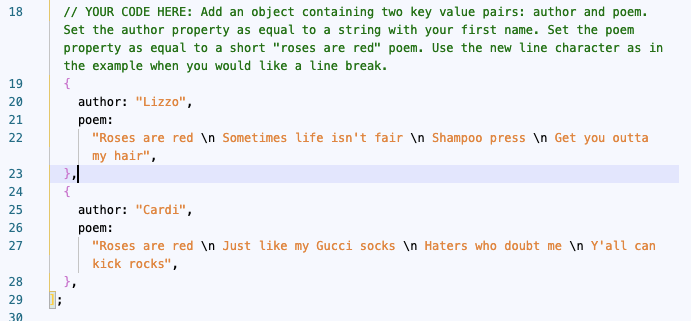 18 // YOUR CODE HERE: Add an object containing two key value pairs: author and poem.
Set the author property as equal to a string with your first name. Set the poem
property as equal to a short "roses are red" poem. Use the new line character as in
the example when you would like a line break.
19 {
20 author: "Lizzo",
21 poem:
22 "Roses are red \n Sometimes life isn't fair \n Shampoo press \n Get you outta
my hair",
23 },
24 {
25 author: "Cardi",
26 poem:
27 "Roses are red \n Just like my Gucci socks \n Haters who doubt me \n Y'all can
kick rocks",
28 },
29 ];
30